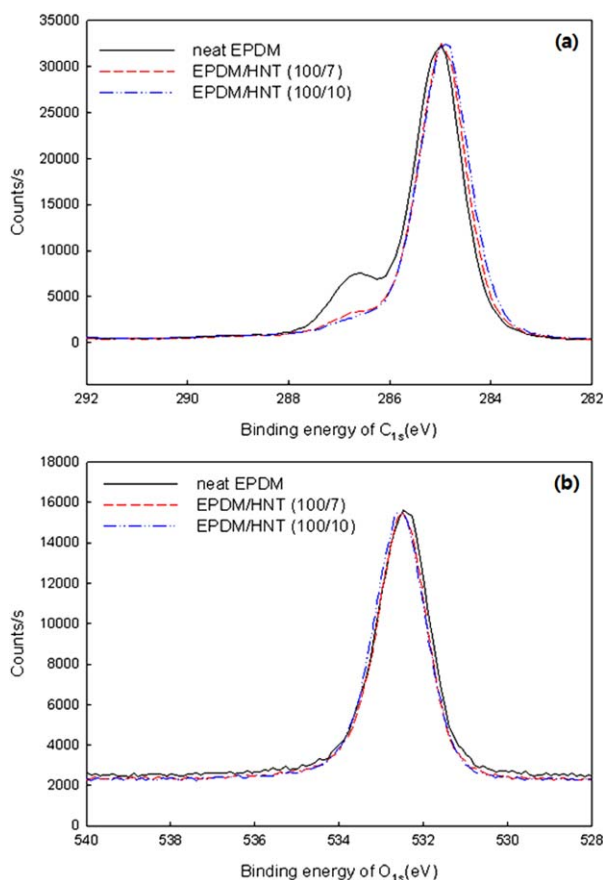 (a)
neat EPDM
EPDM/HNT (100/7)
EPDM/HNT (100/10)
35000
30000
25000
20000
15000
10000
5000
0
Counts/s
292 290 288 286 284 282
Binding energy of C1s(eV)
(b)
neat EPDM
EPDM/HNT (100/7)
EPDM/HNT (100/10)
18000
16000
14000
12000
10000
8000
6000
4000
2000
0
Counts/s
540 538 536 534 532 530 528
Binding energy of O1s(eV)